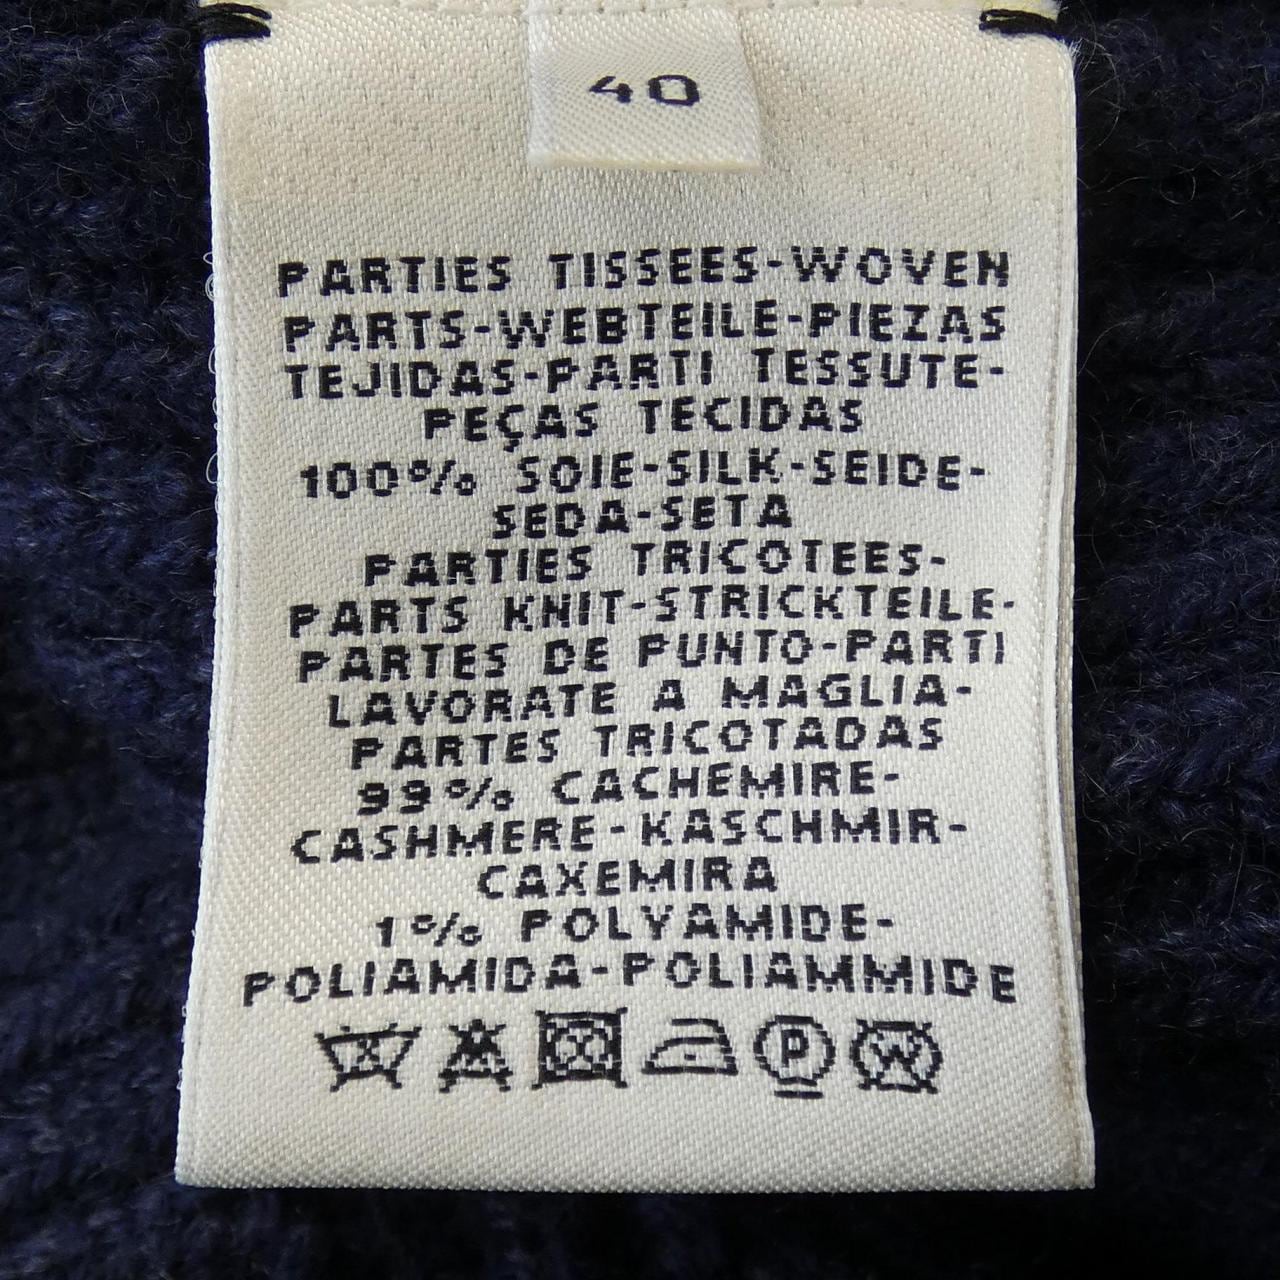 40
PARTIES TISSEES-WOVEN
PARTS-WEBTEILE-PIEZAS
TEJIDAS-PARTI TESSUTE-
PEÇAS TECIDAS
100% SOIE-SILK-SEIDE-
SEDA-SETA
PARTIES TRICOTEES-
PARTS KNIT-STRICKTEILE-
PARTES DE PUNTO-PARTI
LAVORATE A MAGLIA-
PARTES TRICOTADAS
99% CACHEMIRE-
CASHMERE-KASCHMIR-
CAXEMIRA
1% POLYAMIDE-
POLIAMIDA-POLIAMMIDE
P W